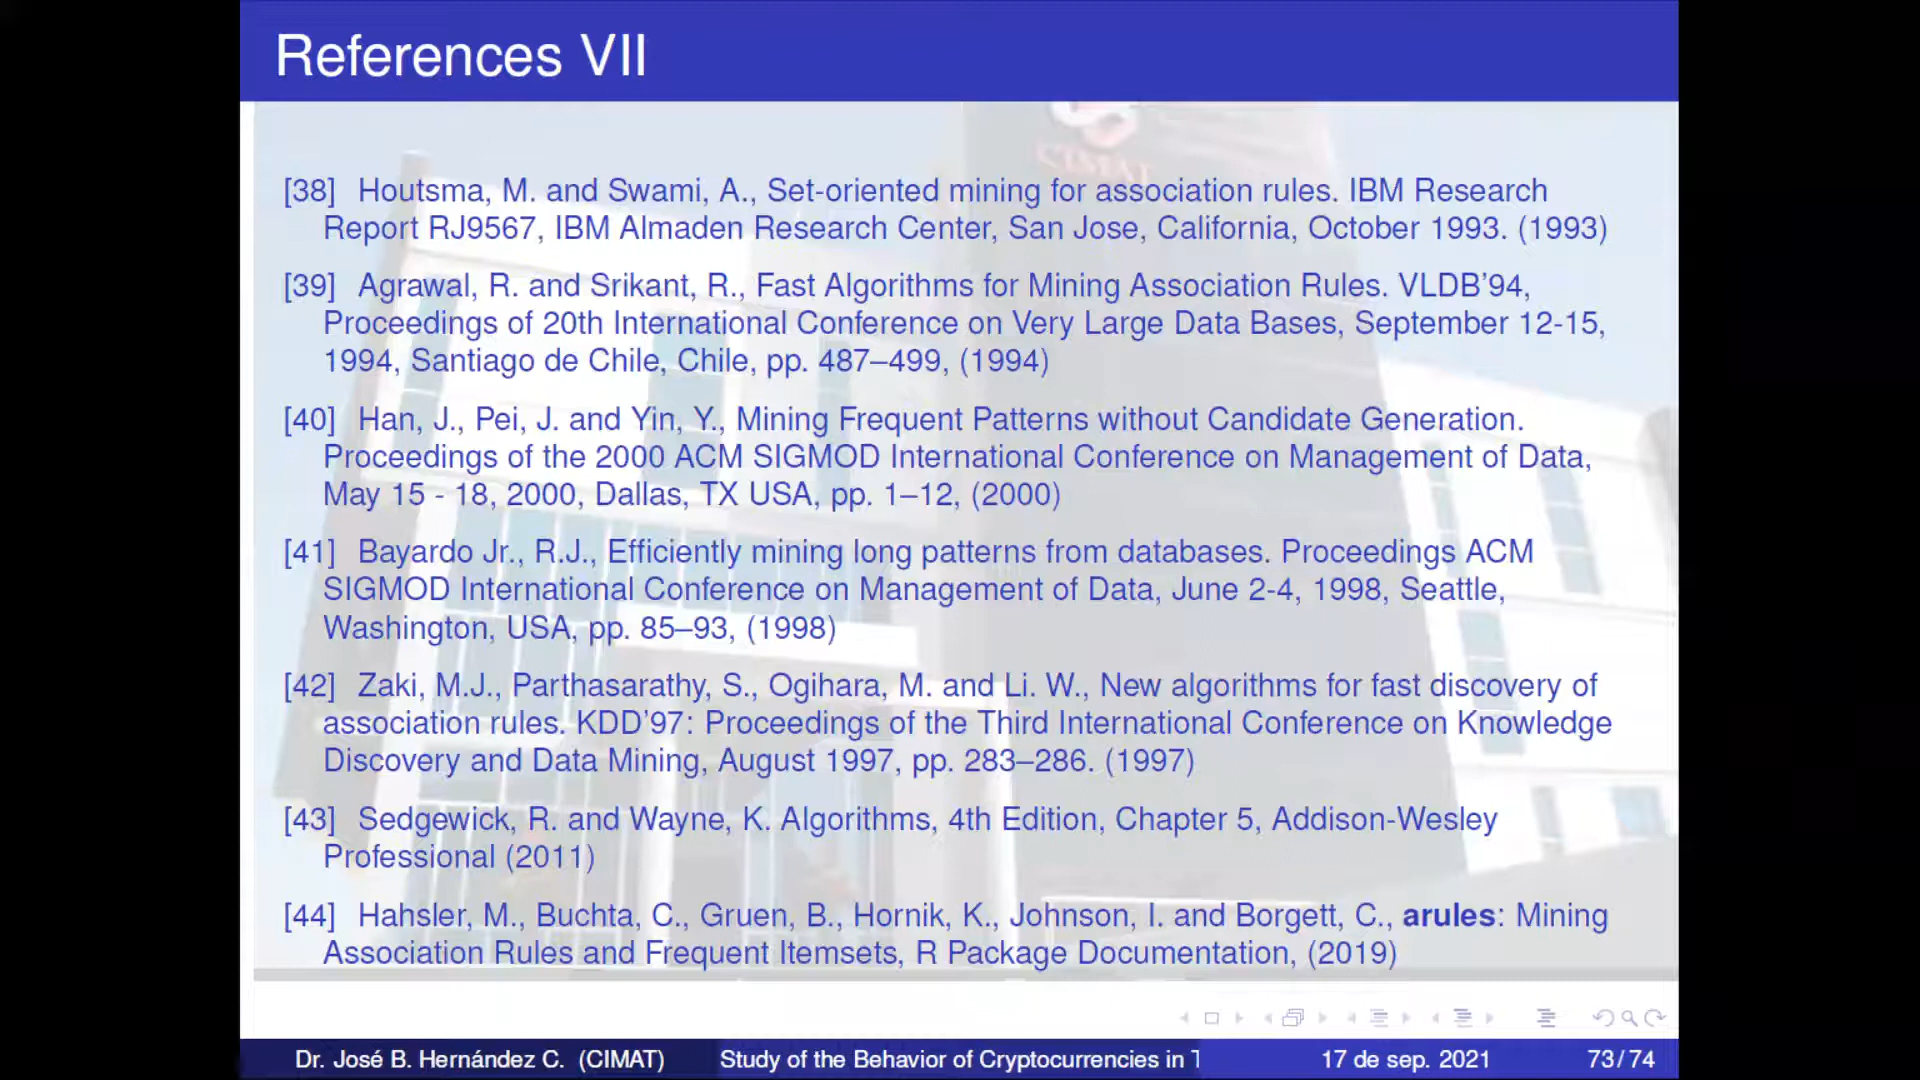 References VII
CIMAT
[38] Houtsma, M. and Swami, A., Set-oriented mining for association rules. IBM Research
Report RJ9567, IBM Almaden Research Center, San Jose, California, October 1993. (1993)
[39] Agrawal, R. and Srikant, R., Fast Algorithms for Mining Association Rules. VLDB'94,
Proceedings of 20th International Conference on Very Large Data Bases, September 12-15,
1994, Santiago de Chile, Chile, pp. 487–499, (1994)
[40] Han, J., Pei, J. and Yin, Y., Mining Frequent Patterns without Candidate Generation.
Proceedings of the 2000 ACM SIGMOD International Conference on Management of Data,
May 15 - 18, 2000, Dallas, TX USA, pp. 1–12, (2000)
[41] Bayardo Jr., R.J., Efficiently mining long patterns from databases. Proceedings ACM
SIGMOD International Conference on Management of Data, June 2-4, 1998, Seattle,
Washington, USA, pp. 85–93, (1998)
[42] Zaki, M.J., Parthasarathy, S., Ogihara, M. and Li. W., New algorithms for fast discovery of
association rules. KDD'97: Proceedings of the Third International Conference on Knowledge
Discovery and Data Mining, August 1997, pp. 283–286. (1997)
[43] Sedgewick, R. and Wayne, K. Algorithms, 4th Edition, Chapter 5, Addison-Wesley
Professional (2011)
[44] Hahsler, M., Buchta, C., Gruen, B., Hornik, K., Johnson, I. and Borgett, C., arules: Mining
Association Rules and Frequent Itemsets, R Package Documentation, (2019)
Dr. José B. Hernández C. (CIMAT) Study of the Behavior of Cryptocurrencies in T 17 de sep. 2021 73/74